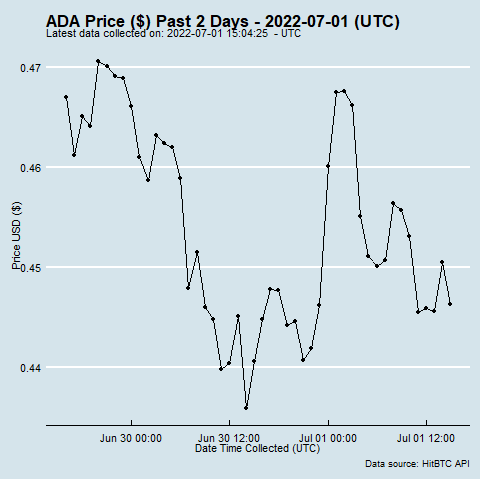 ADA Price ($) Past 2 Days - 2022-07-01 (UTC)
Latest data collected on: 2022-07-01 15:04:25 - UTC
0.47
0.46
0.45
0.44
Price USD ($)
Jun 30 00:00 Jun 30 12:00 Jul 01 00:00 Jul 01 12:00
Date Time Collected (UTC)
Data source: HitBTC API